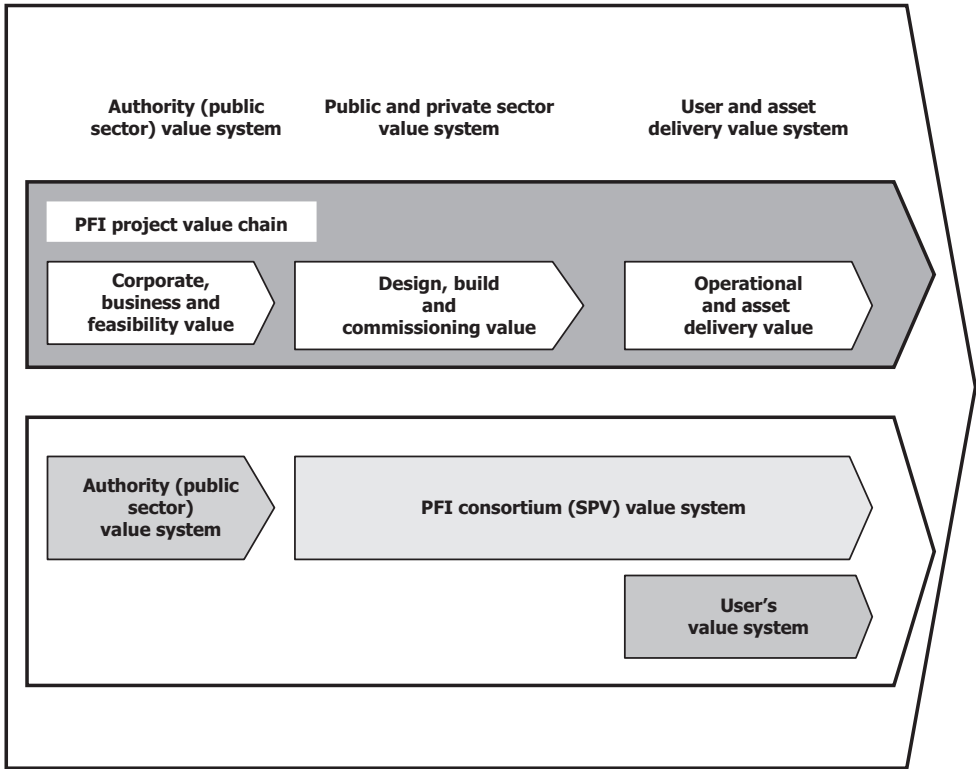 Authority (public
sector) value system
Public and private sector
value system
User and asset
delivery value system
PFI project value chain
Corporate,
business and
feasibility value
Design, build
and
commissioning value
Operational
and asset
delivery value
Authority (public
sector)
value system
PFI consortium (SPV) value system
User's
value system